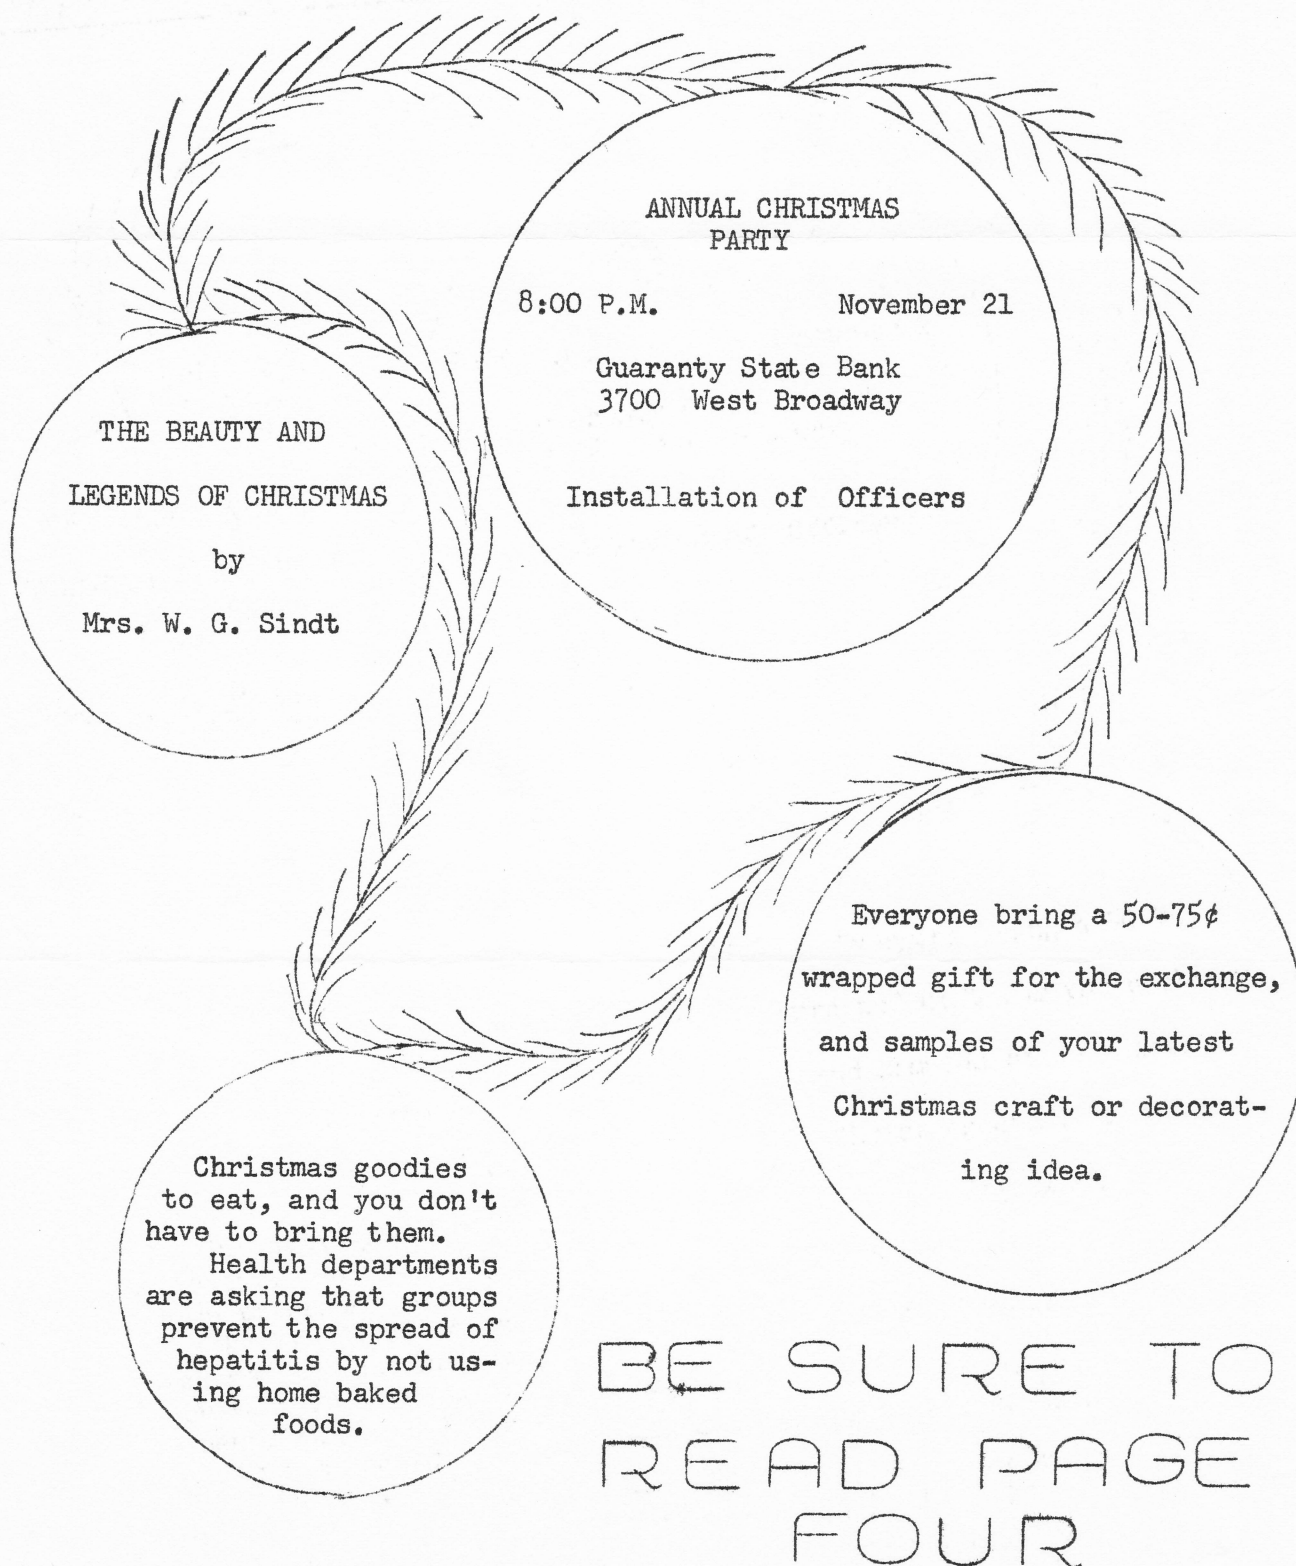 ANNUAL CHRISTMAS
PARTY
8:00 P.M. November 21
Guaranty State Bank
3700 West Broadway
Installation of Officers
THE BEAUTY AND
LEGENDS OF CHRISTMAS
by
Mrs. W. G. Sindt
Everyone bring a 50-75¢
wrapped gift for the exchange,
and samples of your latest
Christmas craft or decorat-
ing idea.
Christmas goodies
to eat, and you don't
have to bring them.
Health departments
are asking that groups
prevent the spread of
hepatitis by not us-
ing home baked
foods.
BE SURE TO
READ PAGE
FOUR